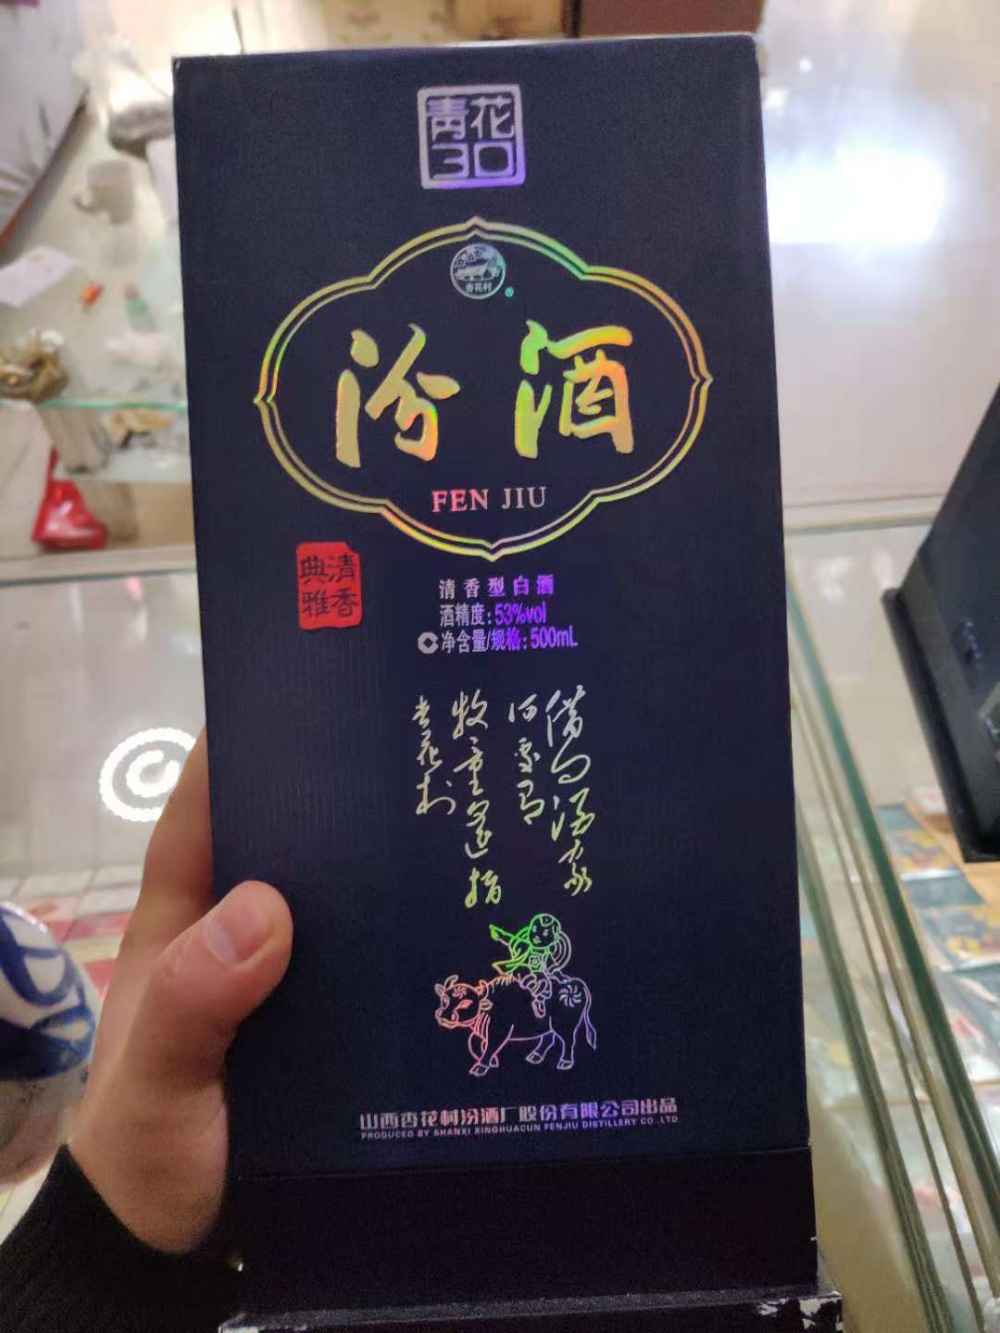 青花
30
杏花村
®
汾酒
FEN JIU
清香
典雅
清香型白酒
酒精度:53%vol
净含量/规格:500mL
借问酒家
何处有
牧童遥指
杏花村
山西杏花村汾酒厂股份有限公司出品
PRODUCED BY SHANXI XINGHUACUN FENJIU DISTILLERY CO.,LTD